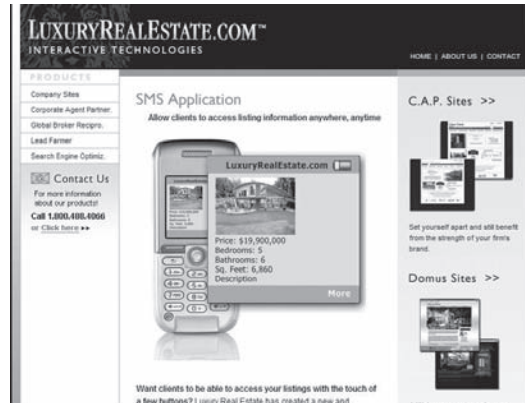 LUXURYREALESTATE.COM™
INTERACTIVE TECHNOLOGIES
HOME | ABOUT US | CONTACT
PRODUCTS
Company Sites
Corporate Agent Partner.
Global Broker Recipro.
Lead Farmer
Search Engine Optimiz.
Contact Us
For more information
about our products!
Call 1.800.488.4066
or Click here ►►
SMS Application
Allow clients to access listing information anywhere, anytime
LuxuryRealEstate.com
Price: $19,900,000
Bedrooms: 5
Bathrooms: 6
Sq. Feet: 6,860
Description
More
Want clients to be able to access your listings with the touch of
a few buttons? Luxury Real Estate has created a new and
C.A.P. Sites >>
Set yourself apart and still benefit
from the strength of your firm's
brand.
Domus Sites >>